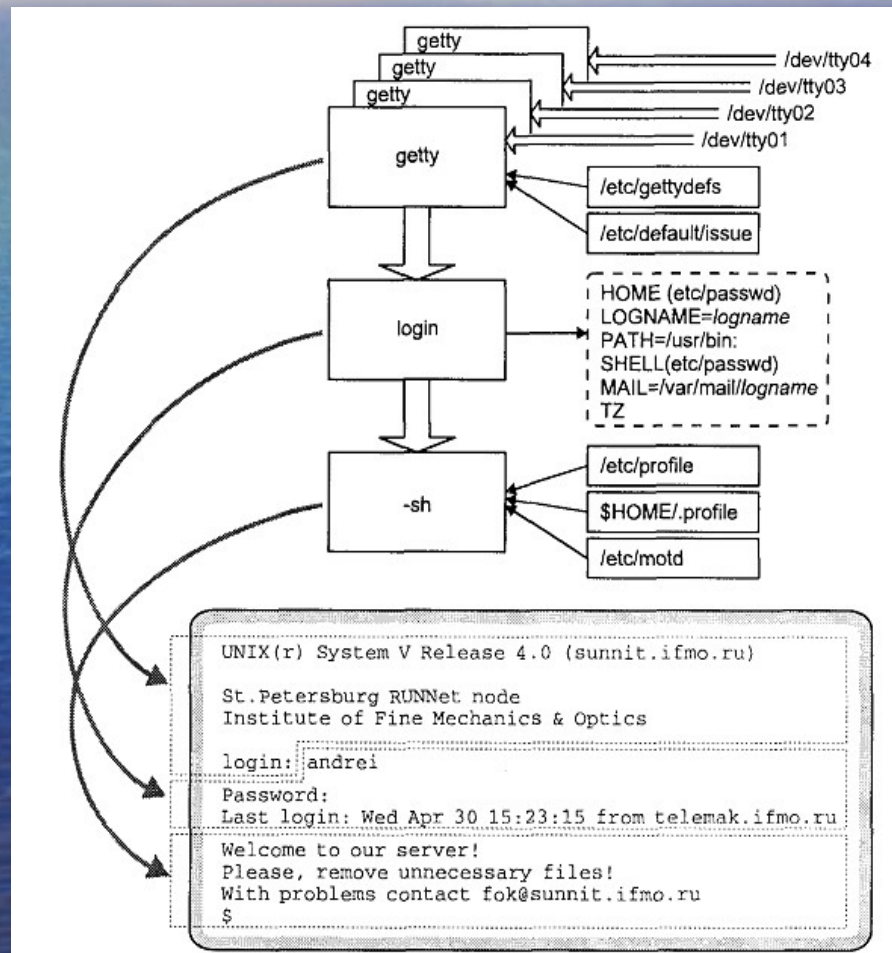 getty
/dev/tty04
getty
/dev/tty03
getty
/dev/tty02
/dev/tty01
getty
/etc/gettydefs
/etc/default/issue
login
HOME (etc/passwd)
LOGNAME=logname
PATH=/usr/bin:
SHELL(etc/passwd)
MAIL=/var/mail/logname
TZ
-sh
/etc/profile
$HOME/.profile
/etc/motd
UNIX(r) System V Release 4.0 (sunnit.ifmo.ru)
St.Petersburg RUNNet node
Institute of Fine Mechanics & Optics
login: andrei
Password:
Last login: Wed Apr 30 15:23:15 from telemak.ifmo.ru
Welcome to our server!
Please, remove unnecessary files!
With problems contact fok@sunnit.ifmo.ru
$